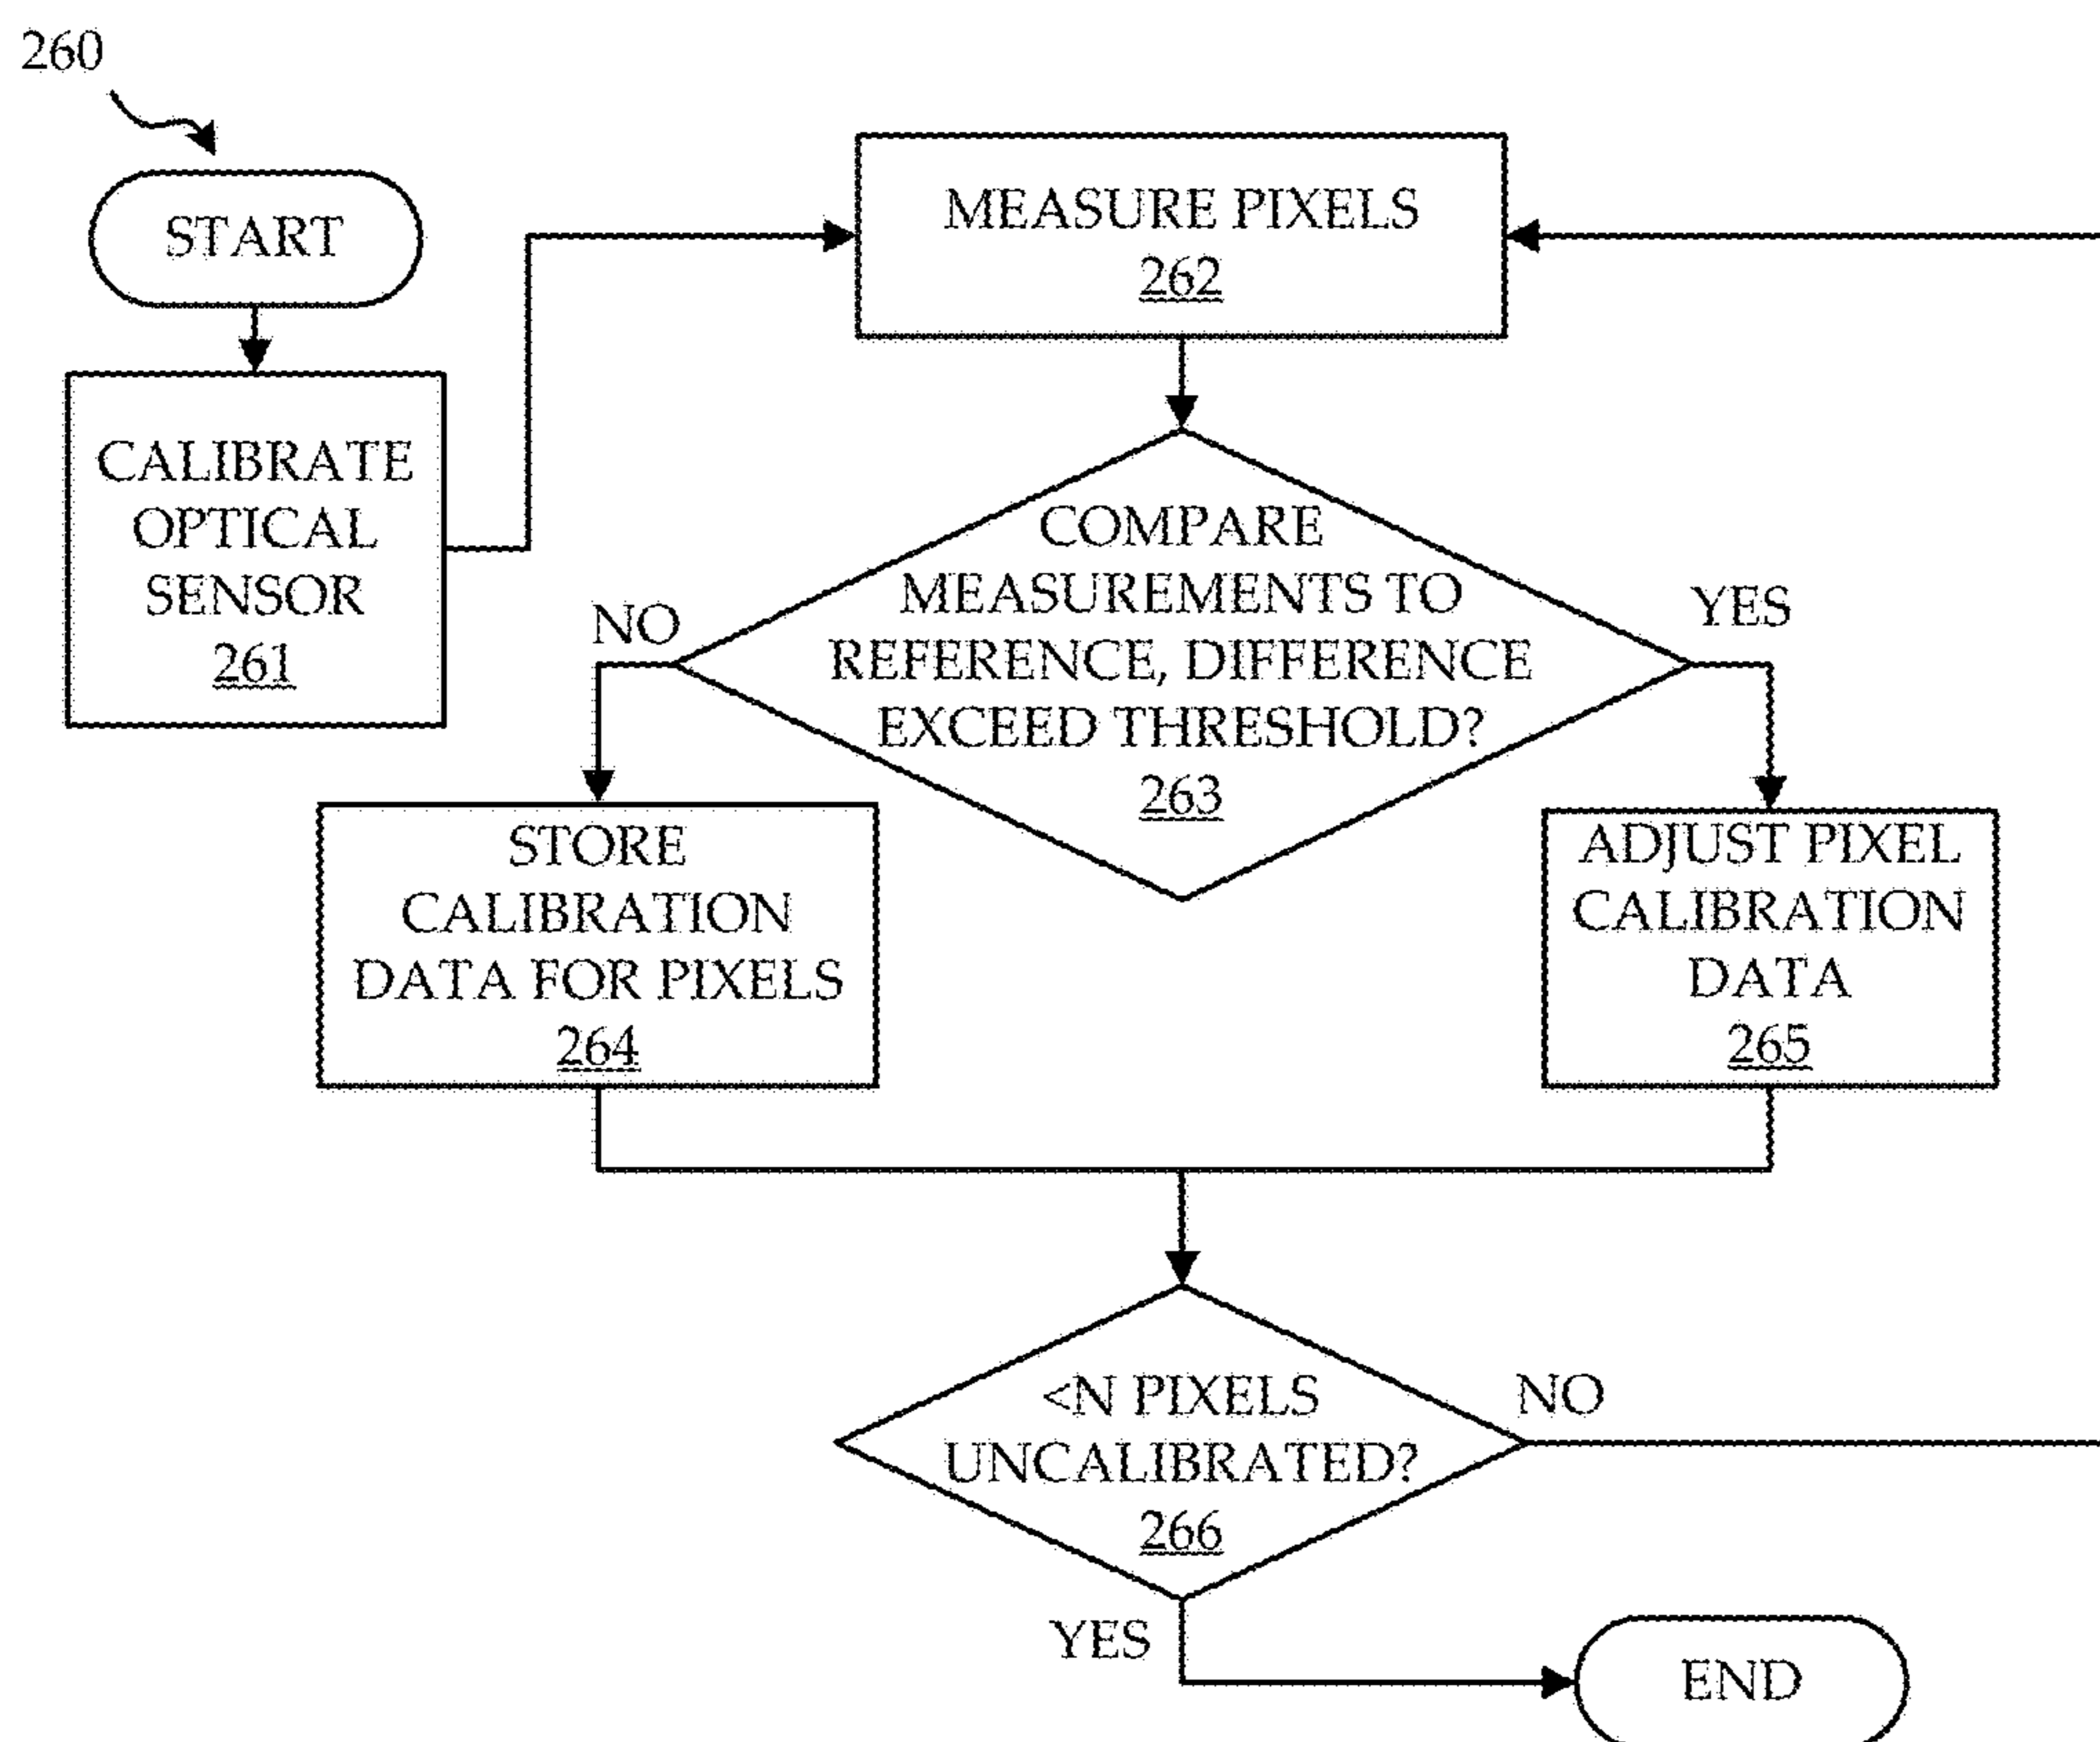 260
START
CALIBRATE
OPTICAL
SENSOR
261
MEASURE PIXELS
262
COMPARE
MEASUREMENTS TO
REFERENCE, DIFFERENCE
EXCEED THRESHOLD?
263
NO
YES
STORE
CALIBRATION
DATA FOR PIXELS
264
ADJUST PIXEL
CALIBRATION
DATA
265
<N PIXELS
UNCALIBRATED?
266
NO
YES
END